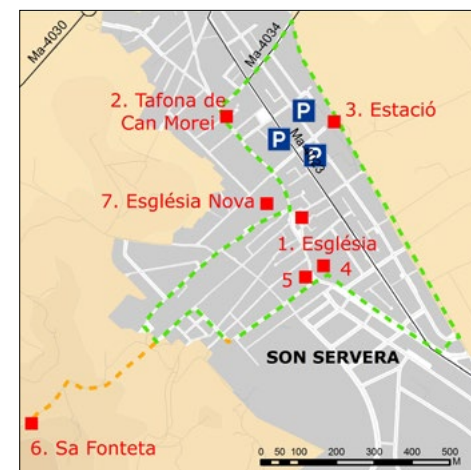 Ma-4030
Ma-4034
2. Tafona de
Can Morei
P
3. Estació
P
P
7. Església Nova
1. Església
5
4
SON SERVERA
6. Sa Fonteta
0 50 100 200 300 400 500
M